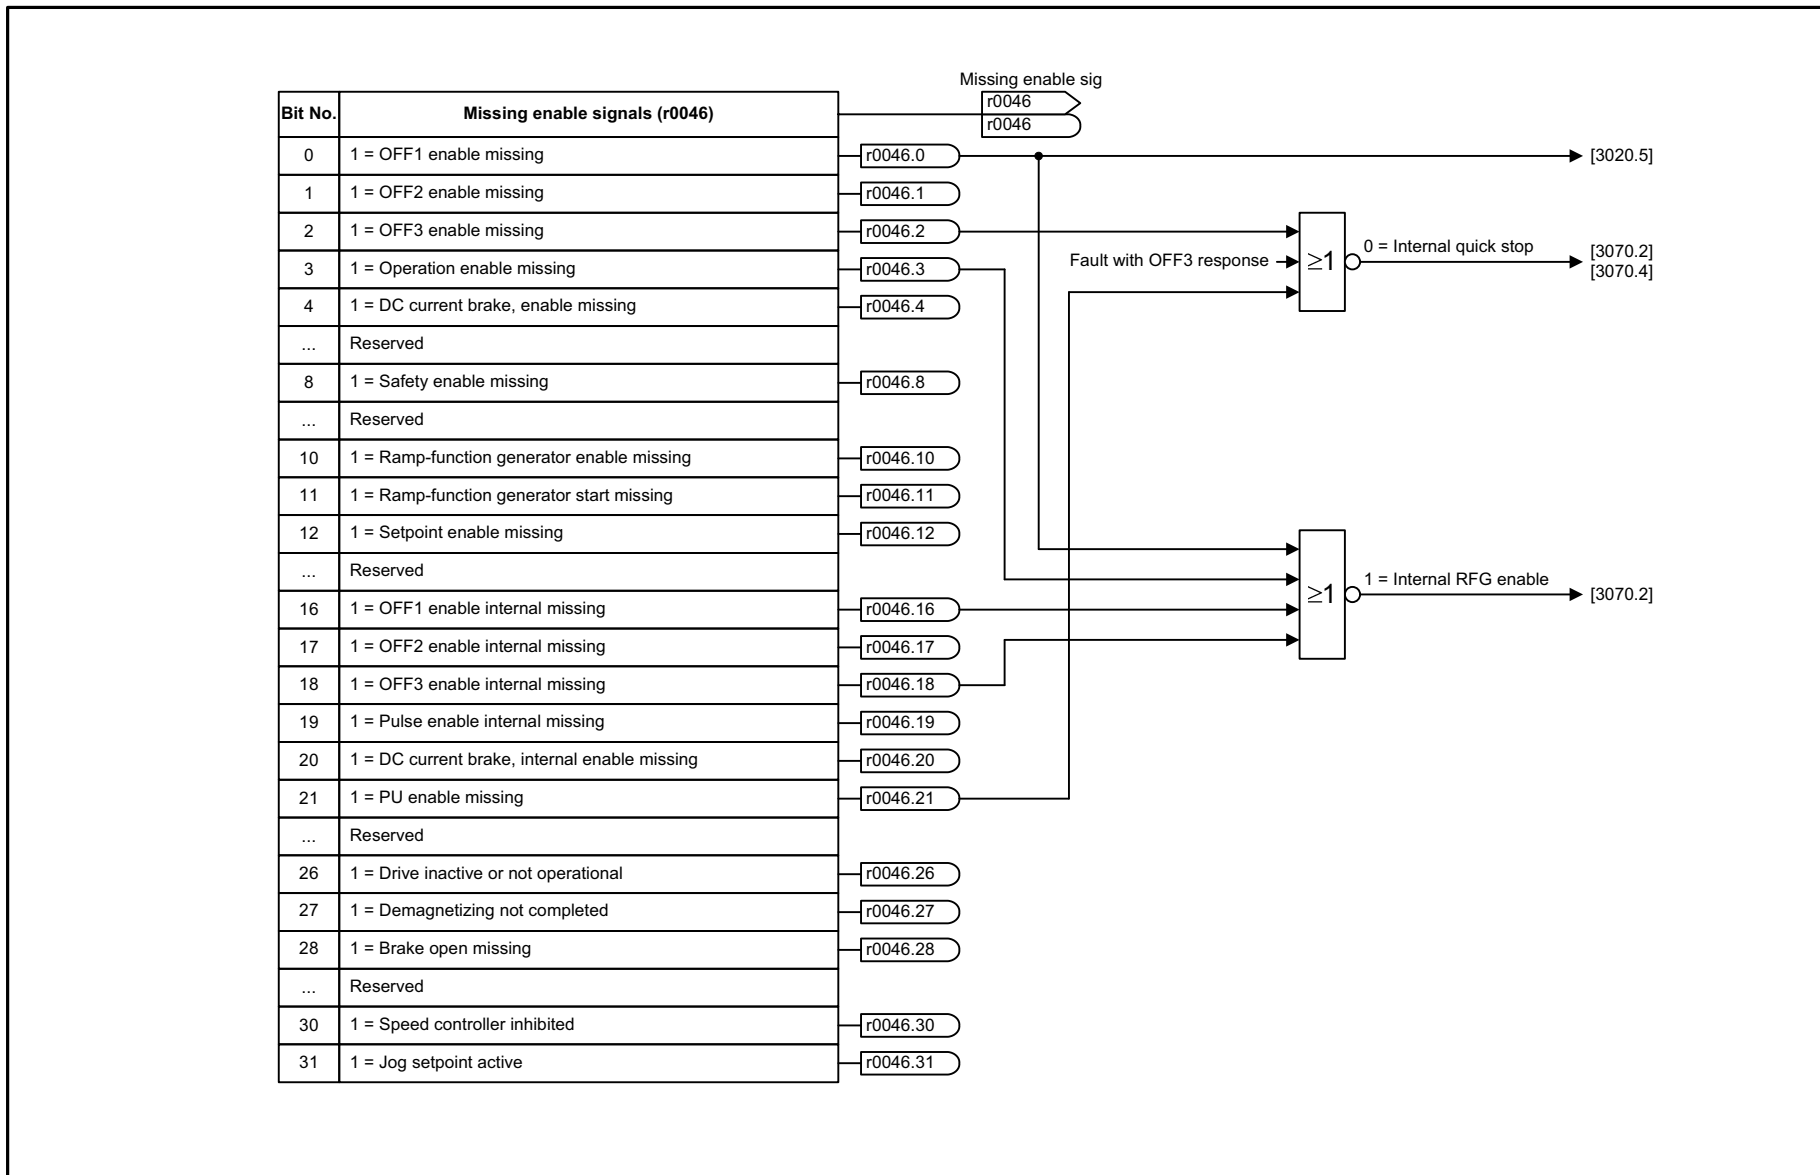 Missing enable sig
Bit No. Missing enable signals (r0046) r0046
r0046
0 1 = OFF1 enable missing r0046.0 [3020.5]
1 1 = OFF2 enable missing r0046.1
2 1 = OFF3 enable missing r0046.2
0 = Internal quick stop
3 1 = Operation enable missing r0046.3 Fault with OFF3 response ≥1 [3070.2]
[3070.4]
4 1 = DC current brake, enable missing r0046.4
... Reserved
8 1 = Safety enable missing r0046.8
... Reserved
10 1 = Ramp-function generator enable missing r0046.10
11 1 = Ramp-function generator start missing r0046.11
12 1 = Setpoint enable missing r0046.12
... Reserved
1 = Internal RFG enable
≥1 [3070.2]
16 1 = OFF1 enable internal missing r0046.16
17 1 = OFF2 enable internal missing r0046.17
18 1 = OFF3 enable internal missing r0046.18
19 1 = Pulse enable internal missing r0046.19
20 1 = DC current brake, internal enable missing r0046.20
21 1 = PU enable missing r0046.21
... Reserved
26 1 = Drive inactive or not operational r0046.26
27 1 = Demagnetizing not completed r0046.27
28 1 = Brake open missing r0046.28
... Reserved
30 1 = Speed controller inhibited r0046.30
31 1 = Jog setpoint active r0046.31